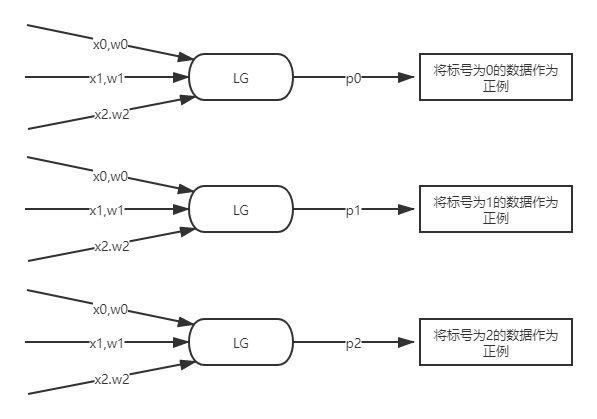 x0,w0
x1,w1
x2.w2
LG
p0
将标号为0的数据作为
正例
x0,w0
x1,w1
x2.w2
LG
p1
将标号为1的数据作为
正例
x0,w0
x1,w1
x2.w2
LG
p2
将标号为2的数据作为
正例